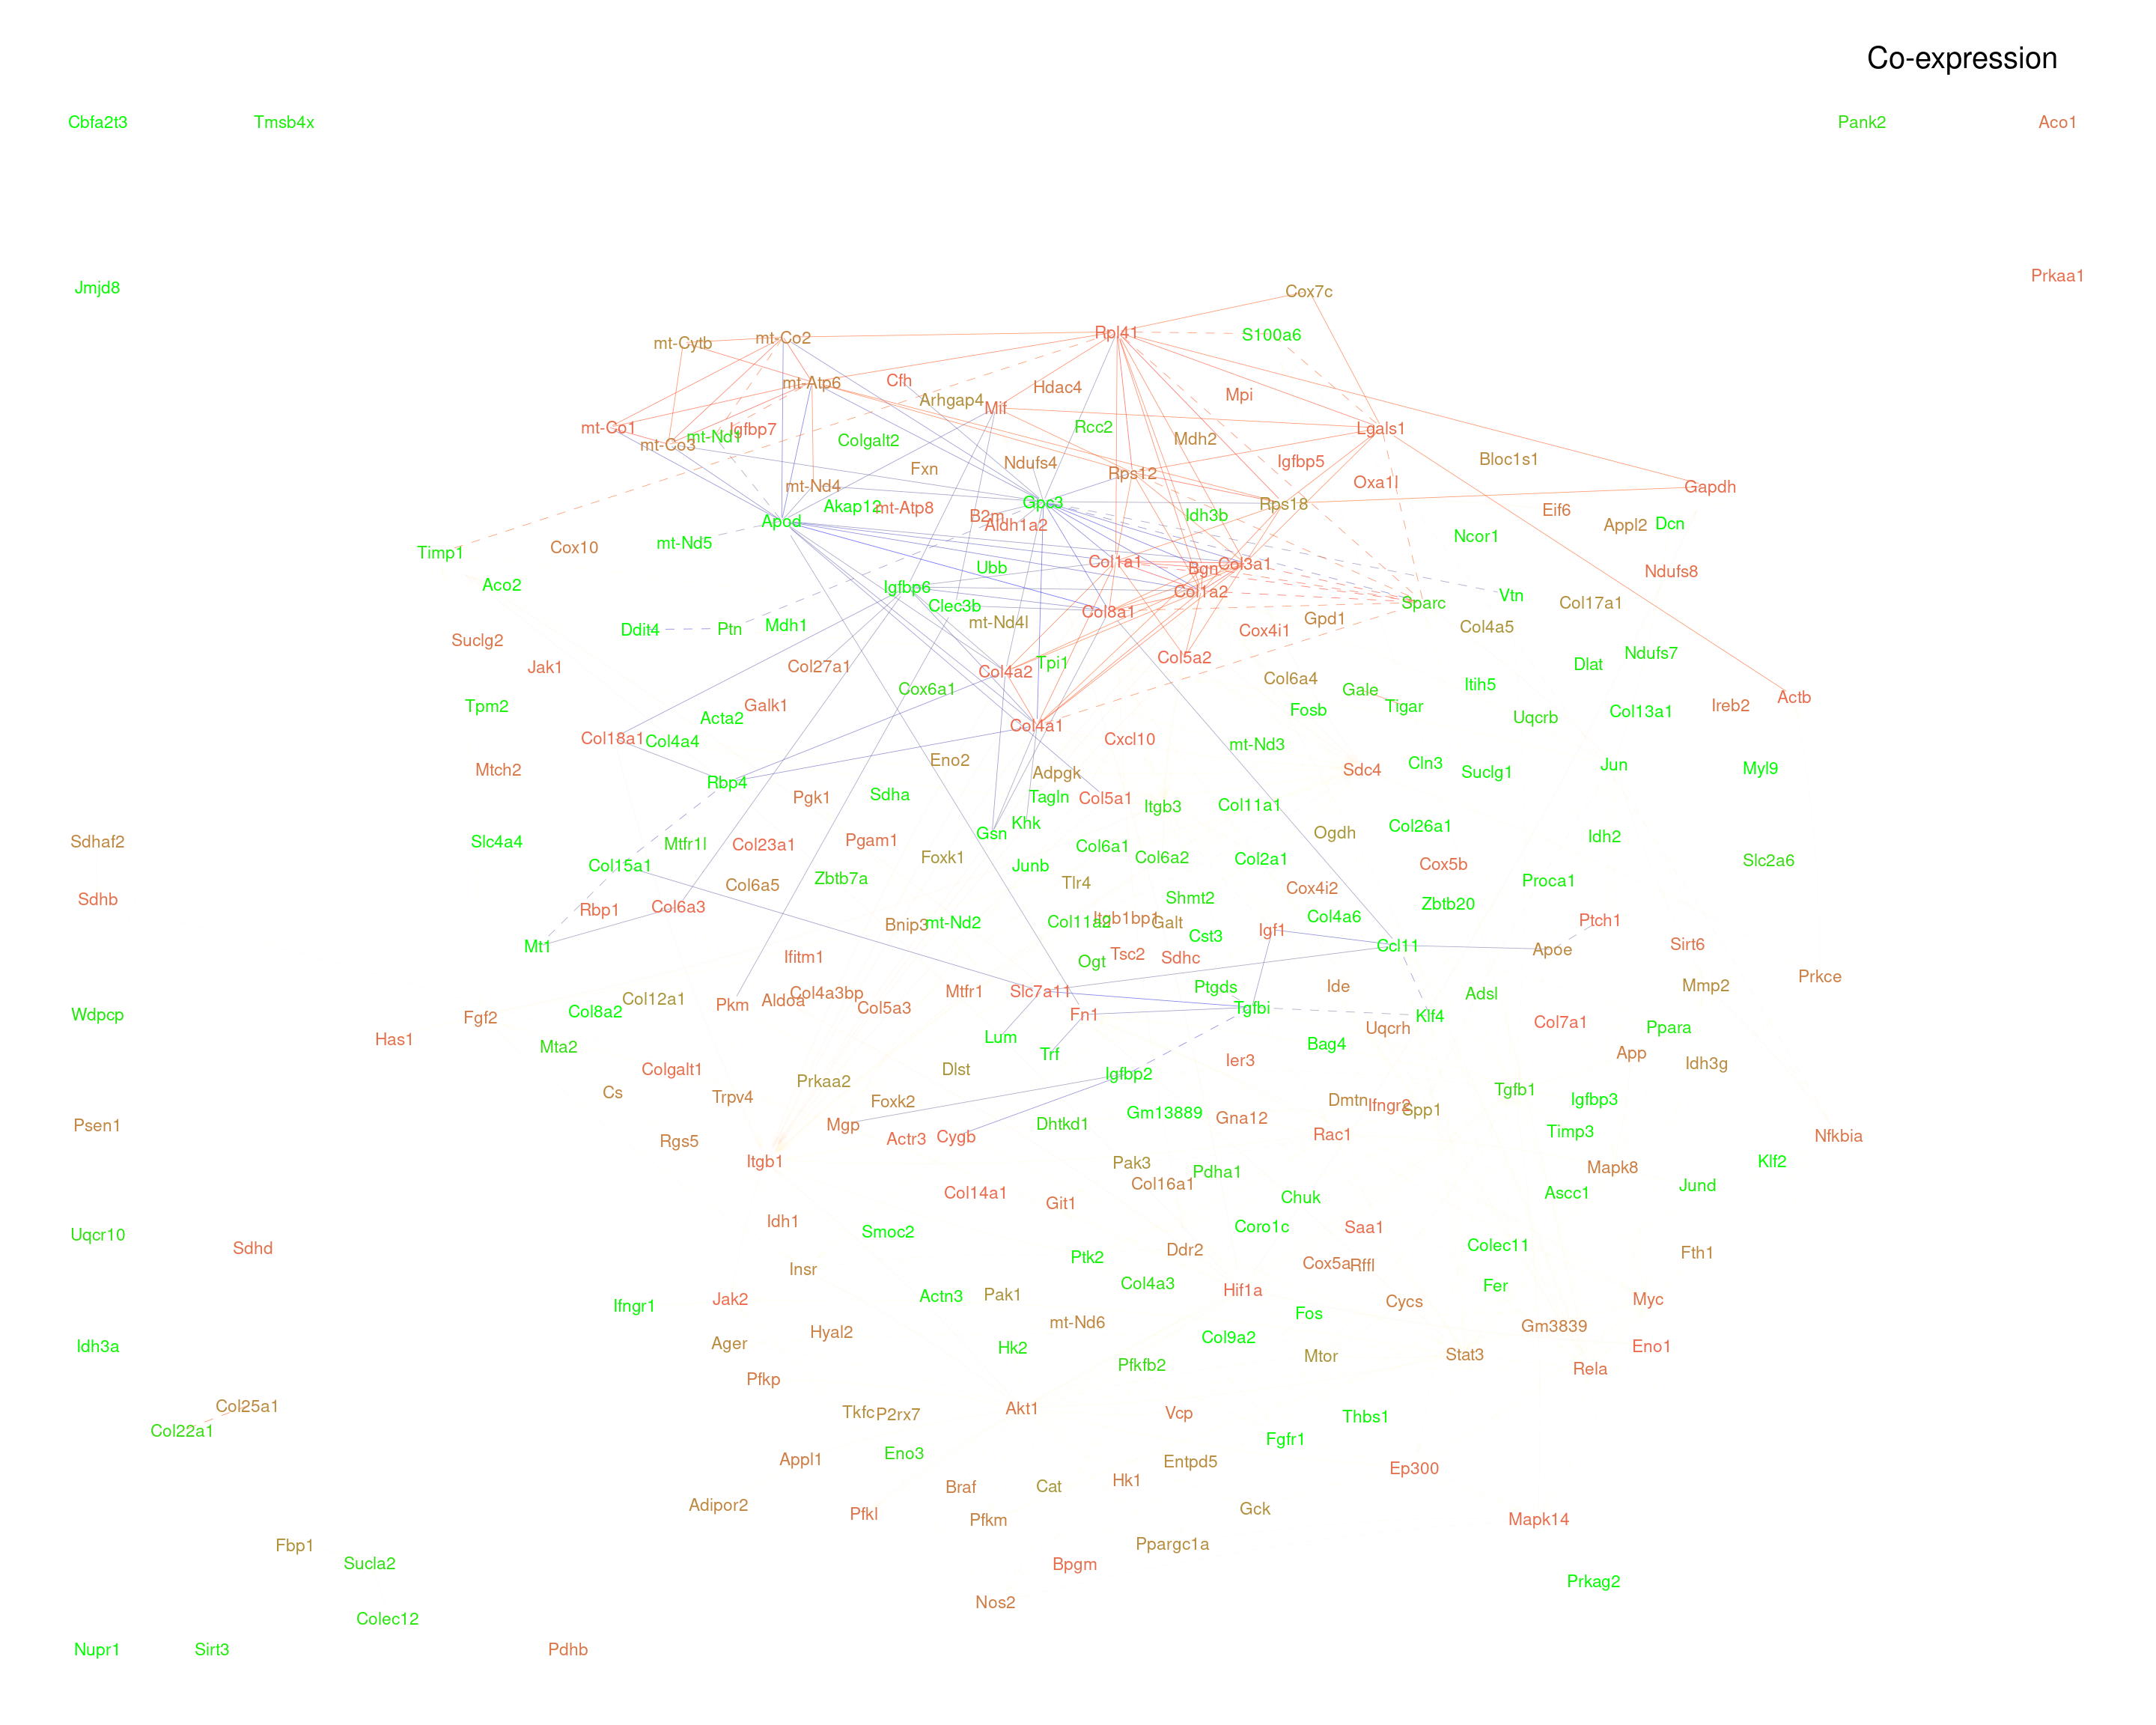 Co-expression
Cbfa2t3
Tmsb4x
Pank2
Aco1
Prkaa1
Jmjd8
Cox7c
Rpl41
S100a6
mt-Co2
mt-Cytb
mt-Atp6
Cfh
Hdac4
Mpi
Arhgap4
Mif
mt-Co1
Igfbp7
mt-Nd1
mt-Co3
Colgalt2
Rcc2
Mdh2
Lgals1
Fxn
Ndufs4
Rps12
Igfbp5
Bloc1s1
Oxa1l
mt-Nd4
Gapdh
Akap12
mt-Atp8
Gpc3
Rps18
Apod
B2m
Aldh1a2
Idh3b
Eif6
Appl2
Dcn
Ncor1
mt-Nd5
Cox10
Timp1
Aco2
Ubb
Col1a1
Bgn
Col3a1
Ndufs8
Igfbp6
Clec3b
Col8a1
Col1a2
Sparc
Vtn
Col17a1
Ddit4
Ptn
Mdh1
mt-Nd4l
Cox4i1
Gpd1
Col4a5
Suclg2
Jak1
Col27a1
Col4a2
Tpi1
Col5a2
Dlat
Ndufs7
Col6a4
Cox6a1
Gale
Tigar
Itih5
Actb
Tpm2
Acta2
Galk1
Fosb
Uqcrb
Col13a1
Ireb2
Col18a1
Col4a4
Col4a1
Cxcl10
mt-Nd3
Mtch2
Rbp4
Eno2
Adpgk
Sdc4
Cln3
Suclg1
Jun
Myl9
Pgk1
Sdha
Tagln
Col5a1
Itgb3
Col11a1
Khk
Gsn
Ogdh
Col26a1
Idh2
Sdhaf2
Slc4a4
Mtfr1l
Col23a1
Pgam1
Col6a1
Col6a2
Col2a1
Foxk1
Junb
Cox5b
Slc2a6
Col15a1
Zbtb7a
Col6a5
Tlr4
Cox4i2
Proca1
Sdhb
Rbp1
Col6a3
Shmt2
Zbtb20
Bnip3
mt-Nd2
Col11a2
Itgb1bp1
Galt
Col4a6
Ptch1
Mt1
Cst3
Igf1
Ccl11
Apoe
Sirt6
Ifitm1
Ogt
Tsc2
Sdhc
Prkce
Pkm
Aldoa
Col4a3bp
Col12a1
Mtfr1
Slc7a11
Ptgds
Ide
Adsl
Mmp2
Wdpcp
Col8a2
Col5a3
Fn1
Tgfbi
Klf4
Fgf2
Uqcrh
Col7a1
Ppara
Has1
Mta2
Lum
Trf
Bag4
App
Idh3g
Colgalt1
Dlst
Igfbp2
Ier3
Cs
Trpv4
Prkaa2
Foxk2
Dmtn
Ifngr2
Spp1
Tgfb1
Igfbp3
Psen1
Mgp
Dhtkd1
Gm13889
Gna12
Timp3
Rgs5
Actr3
Cygb
Rac1
Nfkbia
Itgb1
Pak3
Pdha1
Mapk8
Klf2
Col14a1
Git1
Col16a1
Chuk
Ascc1
Jund
Idh1
Smoc2
Coro1c
Saa1
Uqcr10
Sdhd
Ptk2
Ddr2
Colec11
Fth1
Insr
Col4a3
Cox5a
Rffl
Hif1a
Fer
Ifngr1
Jak2
Actn3
Pak1
Cycs
Myc
Hyal2
mt-Nd6
Fos
Gm3839
Idh3a
Ager
Hk2
Col9a2
Pfkfb2
Mtor
Stat3
Eno1
Rela
Pfkp
Col25a1
Col22a1
Tkfc
P2rx7
Akt1
Vcp
Thbs1
Appl1
Eno3
Fgfr1
Entpd5
Ep300
Braf
Cat
Hk1
Adipor2
Pfkl
Pfkm
Gck
Mapk14
Fbp1
Sucla2
Ppargc1a
Bpgm
Prkag2
Nos2
Colec12
Nupr1
Sirt3
Pdhb